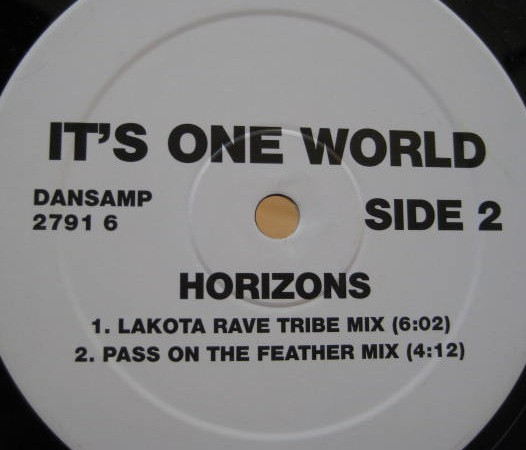 IT'S ONE WORLD
DANSAMP
2791 6
SIDE 2
HORIZONS
1. LAKOTA RAVE TRIBE MIX (6:02)
2. PASS ON THE FEATHER MIX (4:12)